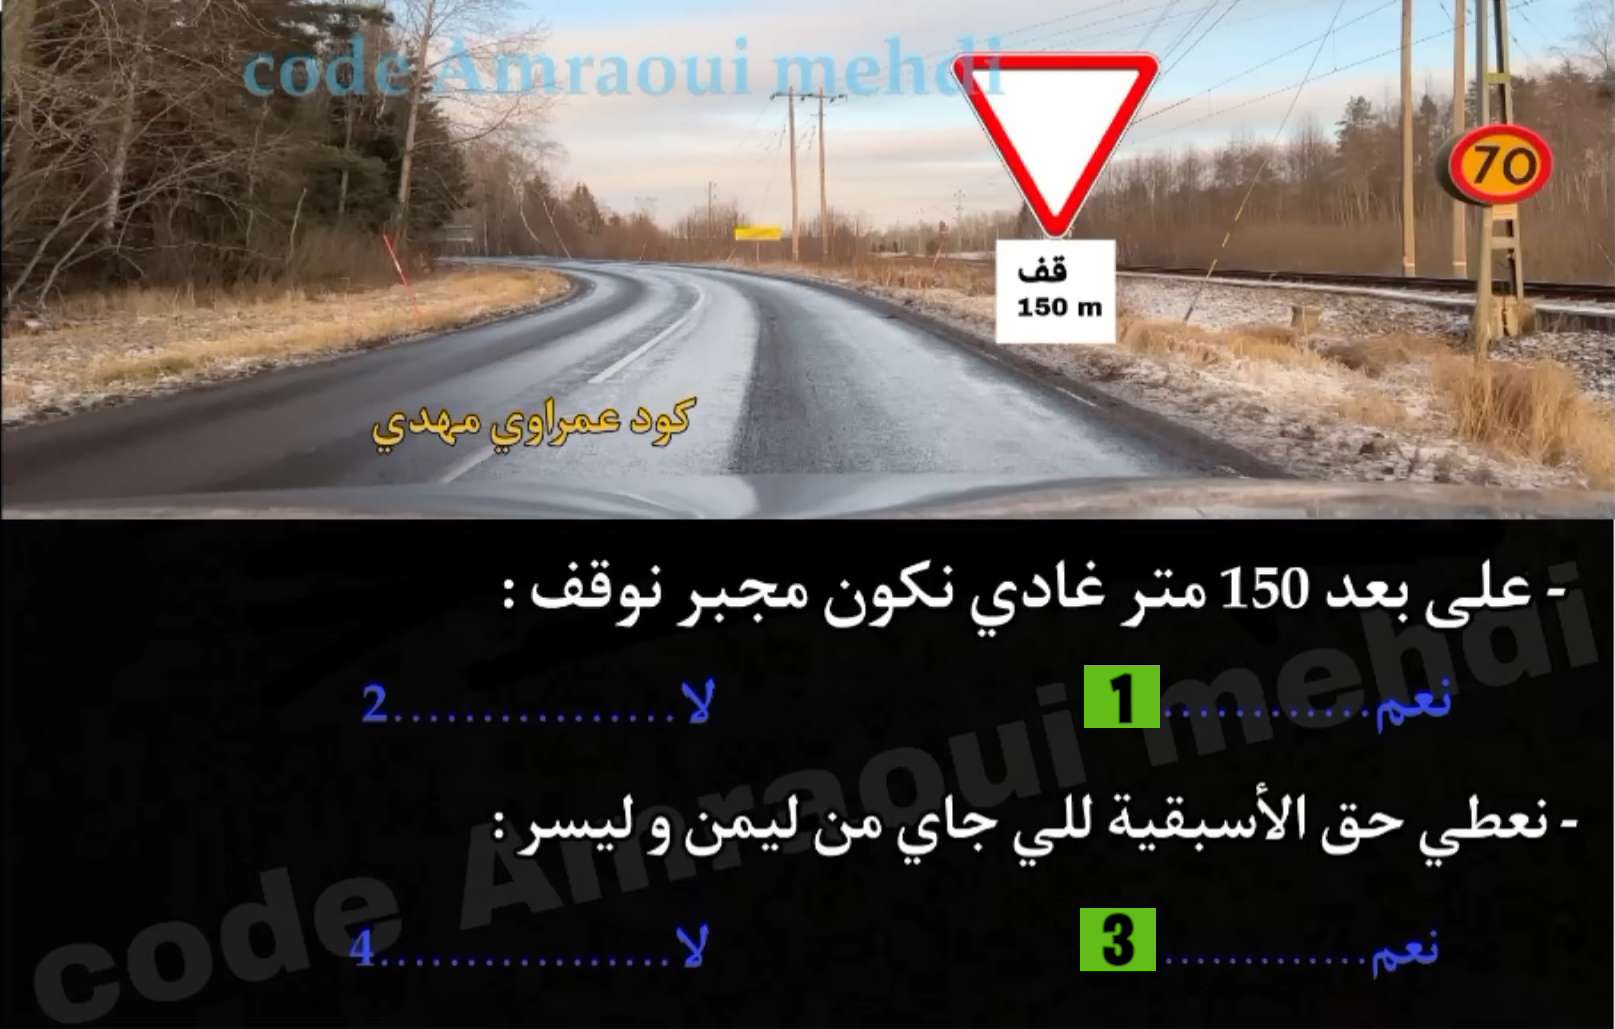 code Amraoui mehdi
70
قف
150 m
كود عمراوي مهدي
- على بعد 150 متر غادي نكون مجبر نوقف :
نعم............1 لا................2
- نعطي حق الأسبقية للي جاي من ليمن و ليسر :
نعم............3 لا................4
code Amraoui mehdi